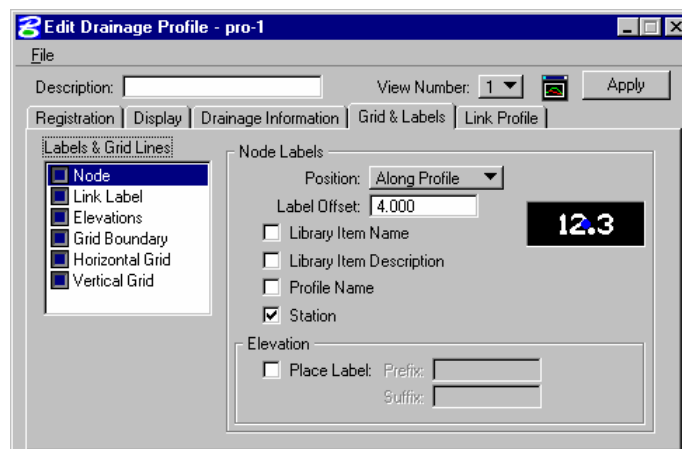 Edit Drainage Profile - pro-1
File
Description: View Number: 1 Apply
Registration Display Drainage Information Grid & Labels Link Profile
Labels & Grid Lines
Node
Link Label
Elevations
Grid Boundary
Horizontal Grid
Vertical Grid
Node Labels
Position: Along Profile
Label Offset: 4.000
12.3
Library Item Name
Library Item Description
Profile Name
Station
Elevation
Place Label: Prefix:
Suffix: